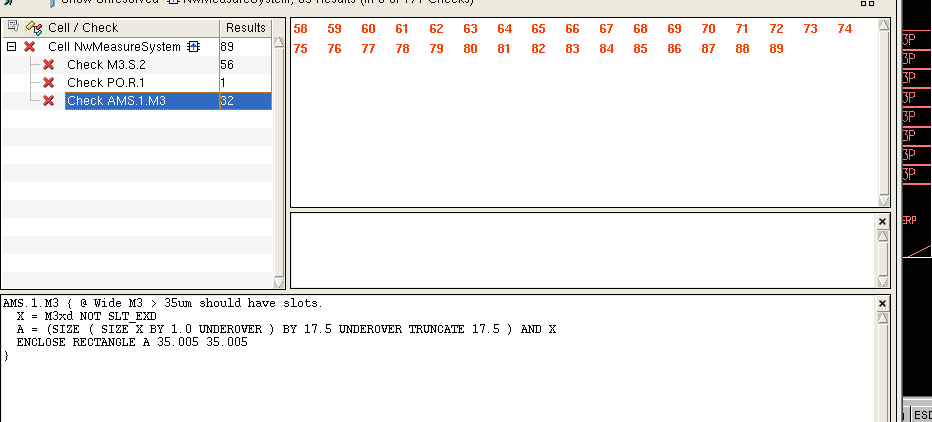 Show Unresolved NwMeasureSystem, 89 Results (in 3 of 171 Checks)
Cell / Check Results
Cell NwMeasureSystem 89
Check M3.S.2 56
Check PO.R.1 1
Check AMS.1.M3 32
58 59 60 61 62 63 64 65 66 67 68 69 70 71 72 73 74
75 76 77 78 79 80 81 82 83 84 85 86 87 88 89
3P
3P
3P
3P
3P
3P
3P
3P
ERP
AMS.1.M3 { @ Wide M3 > 35um should have slots.
X = M3xd NOT SLT_EXD
A = (SIZE ( SIZE X BY 1.0 UNDEROVER ) BY 17.5 UNDEROVER TRUNCATE 17.5 ) AND X
ENCLOSE RECTANGLE A 35.005 35.005
}
ESD